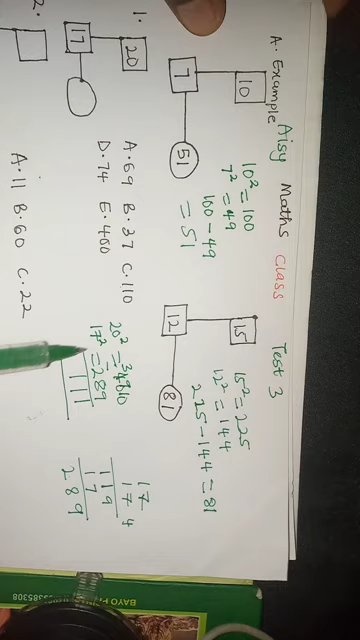 Aisy Maths Class Test 3
A. Example
10
7
51
10² = 100
7² = 49
100 - 49
= 51
15
12
81
15² = 225
12² = 144
225 - 144 = 81
1.
20
17
A. 69 B. 37 C. 110
D. 74 E. 480
20² =
17² = 289
111
17
17
119
17
289
2.
A. 11 B. 60 C. 22